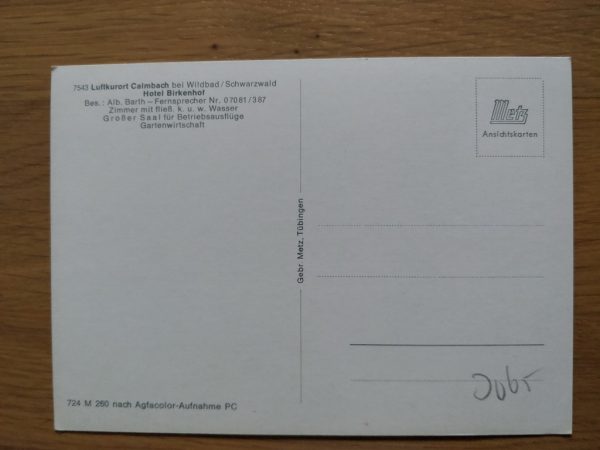 7543 Luftkurort Calmbach bei Wildbad/Schwarzwald
Hotel Birkenhof
Bes.: Alb. Barth – Fernsprecher Nr. 07081/387
Zimmer mit fließ. k. u. w. Wasser
Großer Saal für Betriebsausflüge
Gartenwirtschaft
Metz
Ansichtskarten
Gebr. Metz, Tübingen
724 M 260 nach Agfacolor-Aufnahme PC